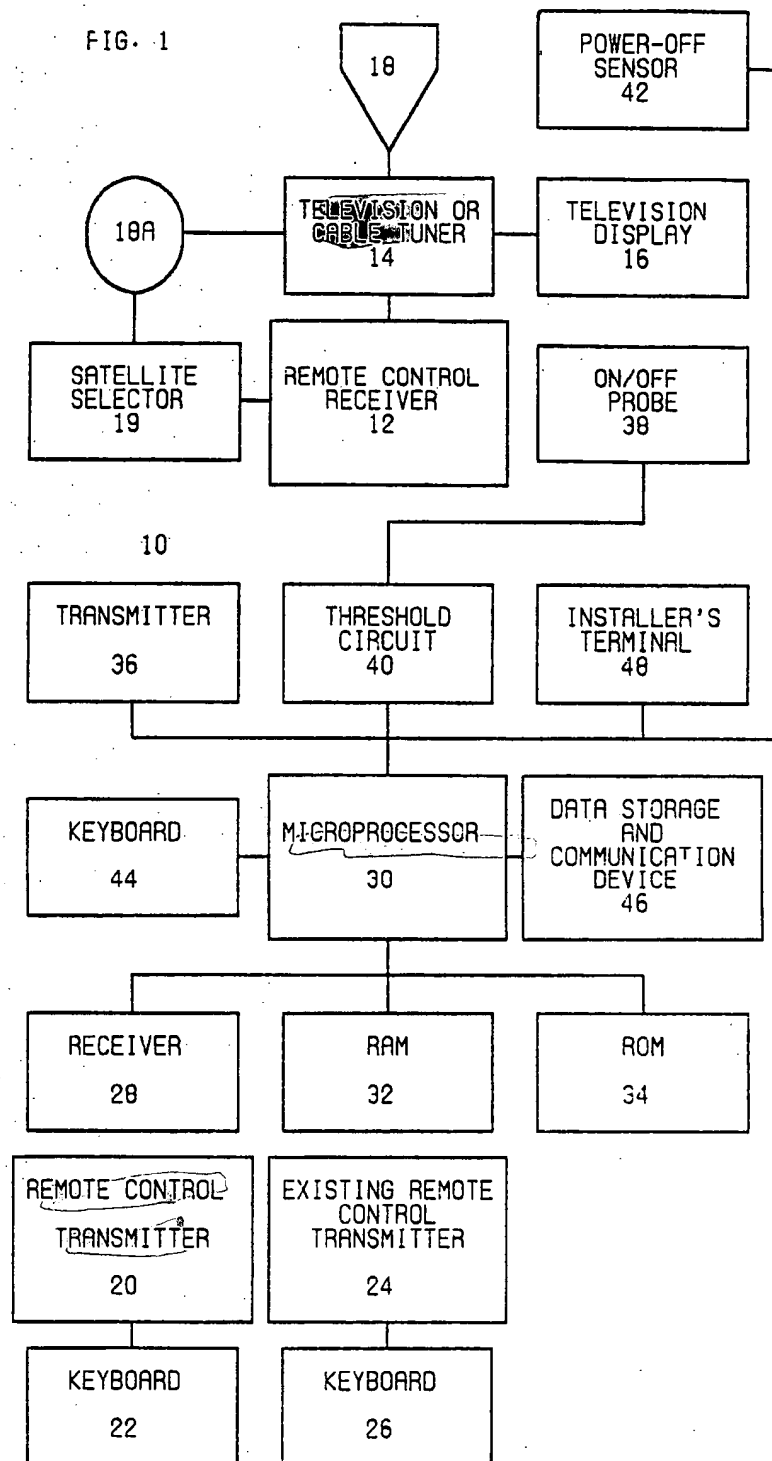 FIG. 1
18
POWER-OFF
SENSOR
42
18A
TELEVISION OR
CABLE TUNER
14
TELEVISION
DISPLAY
16
SATELLITE
SELECTOR
19
REMOTE CONTROL
RECEIVER
12
ON/OFF
PROBE
38
10
TRANSMITTER
36
THRESHOLD
CIRCUIT
40
INSTALLER'S
TERMINAL
48
KEYBOARD
44
MICROPROCESSOR
30
DATA STORAGE
AND
COMMUNICATION
DEVICE
46
RECEIVER
28
RAM
32
ROM
34
REMOTE CONTROL
TRANSMITTER
20
EXISTING REMOTE
CONTROL
TRANSMITTER
24
KEYBOARD
22
KEYBOARD
26